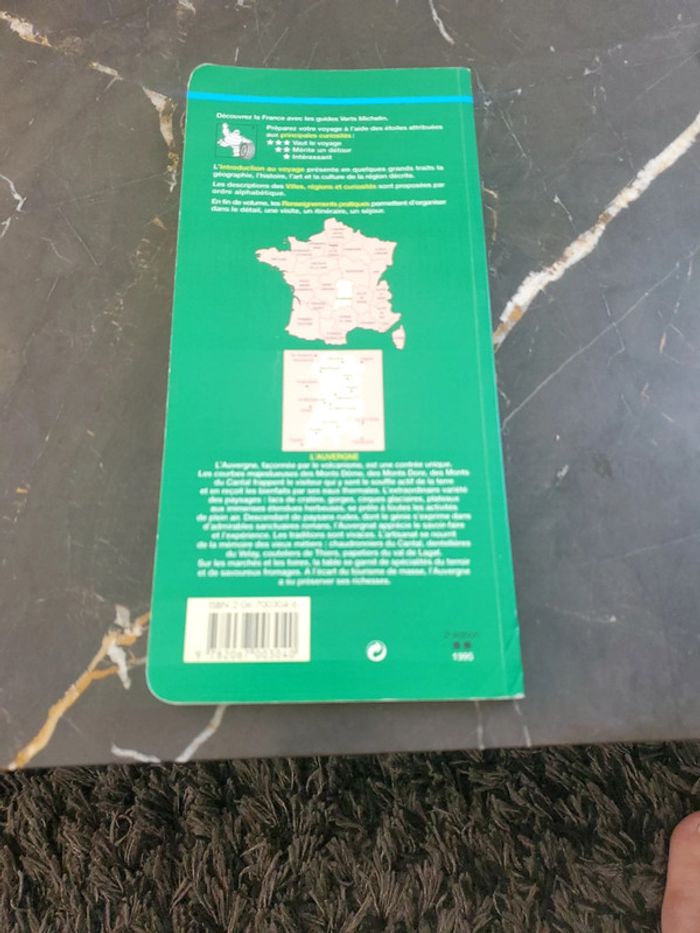 Découvrez la France avec les guides Verts Michelin.
Préparez votre voyage à l'aide des étoiles attribuées
aux principales curiosités :
★★★ Vaut le voyage
★★ Mérite un détour
★ Intéressant
L'Introduction au voyage présente en quelques grands traits la
géographie, l'histoire, l'art et la culture de la région décrite.
Les descriptions des Villes, régions et curiosités sont proposées par
ordre alphabétique.
En fin de volume, les Renseignements pratiques permettent d'organiser
dans le détail, une visite, un itinéraire, un séjour.
L'AUVERGNE
L'Auvergne, façonnée par le volcanisme, est une contrée unique.
Les courbes majestueuses des Monts Dôme, des Monts Dore, des Monts
du Cantal frappent le visiteur qui y sent le souffle actif de la terre
et en reçoit les bienfaits par ses eaux thermales. L'extraordinaire variété
des paysages : lacs de cratère, gorges, cirques glaciaires, plateaux
aux immenses étendues herbeuses, se prête à toutes les activités
de plein air. Descendant de paysans rudes, dont le génie s'exprime dans
d'admirables sanctuaires romans, l'Auvergnat apprécie le savoir-faire
et l'expérience. Les traditions sont vivaces. L'artisanat se nourrit
de la mémoire des vieux métiers : chaudronniers du Cantal, dentellières
du Velay, couteliers de Thiers, papetiers du val de Laga.
Sur les marchés et les foires, la table se garnit de spécialités du terroir
et de savoureux fromages. A l'écart du tourisme de masse, l'Auvergne
a su préserver ses richesses.
ISBN 2-06-700304-6
9 782067 003040
2e édition
1995